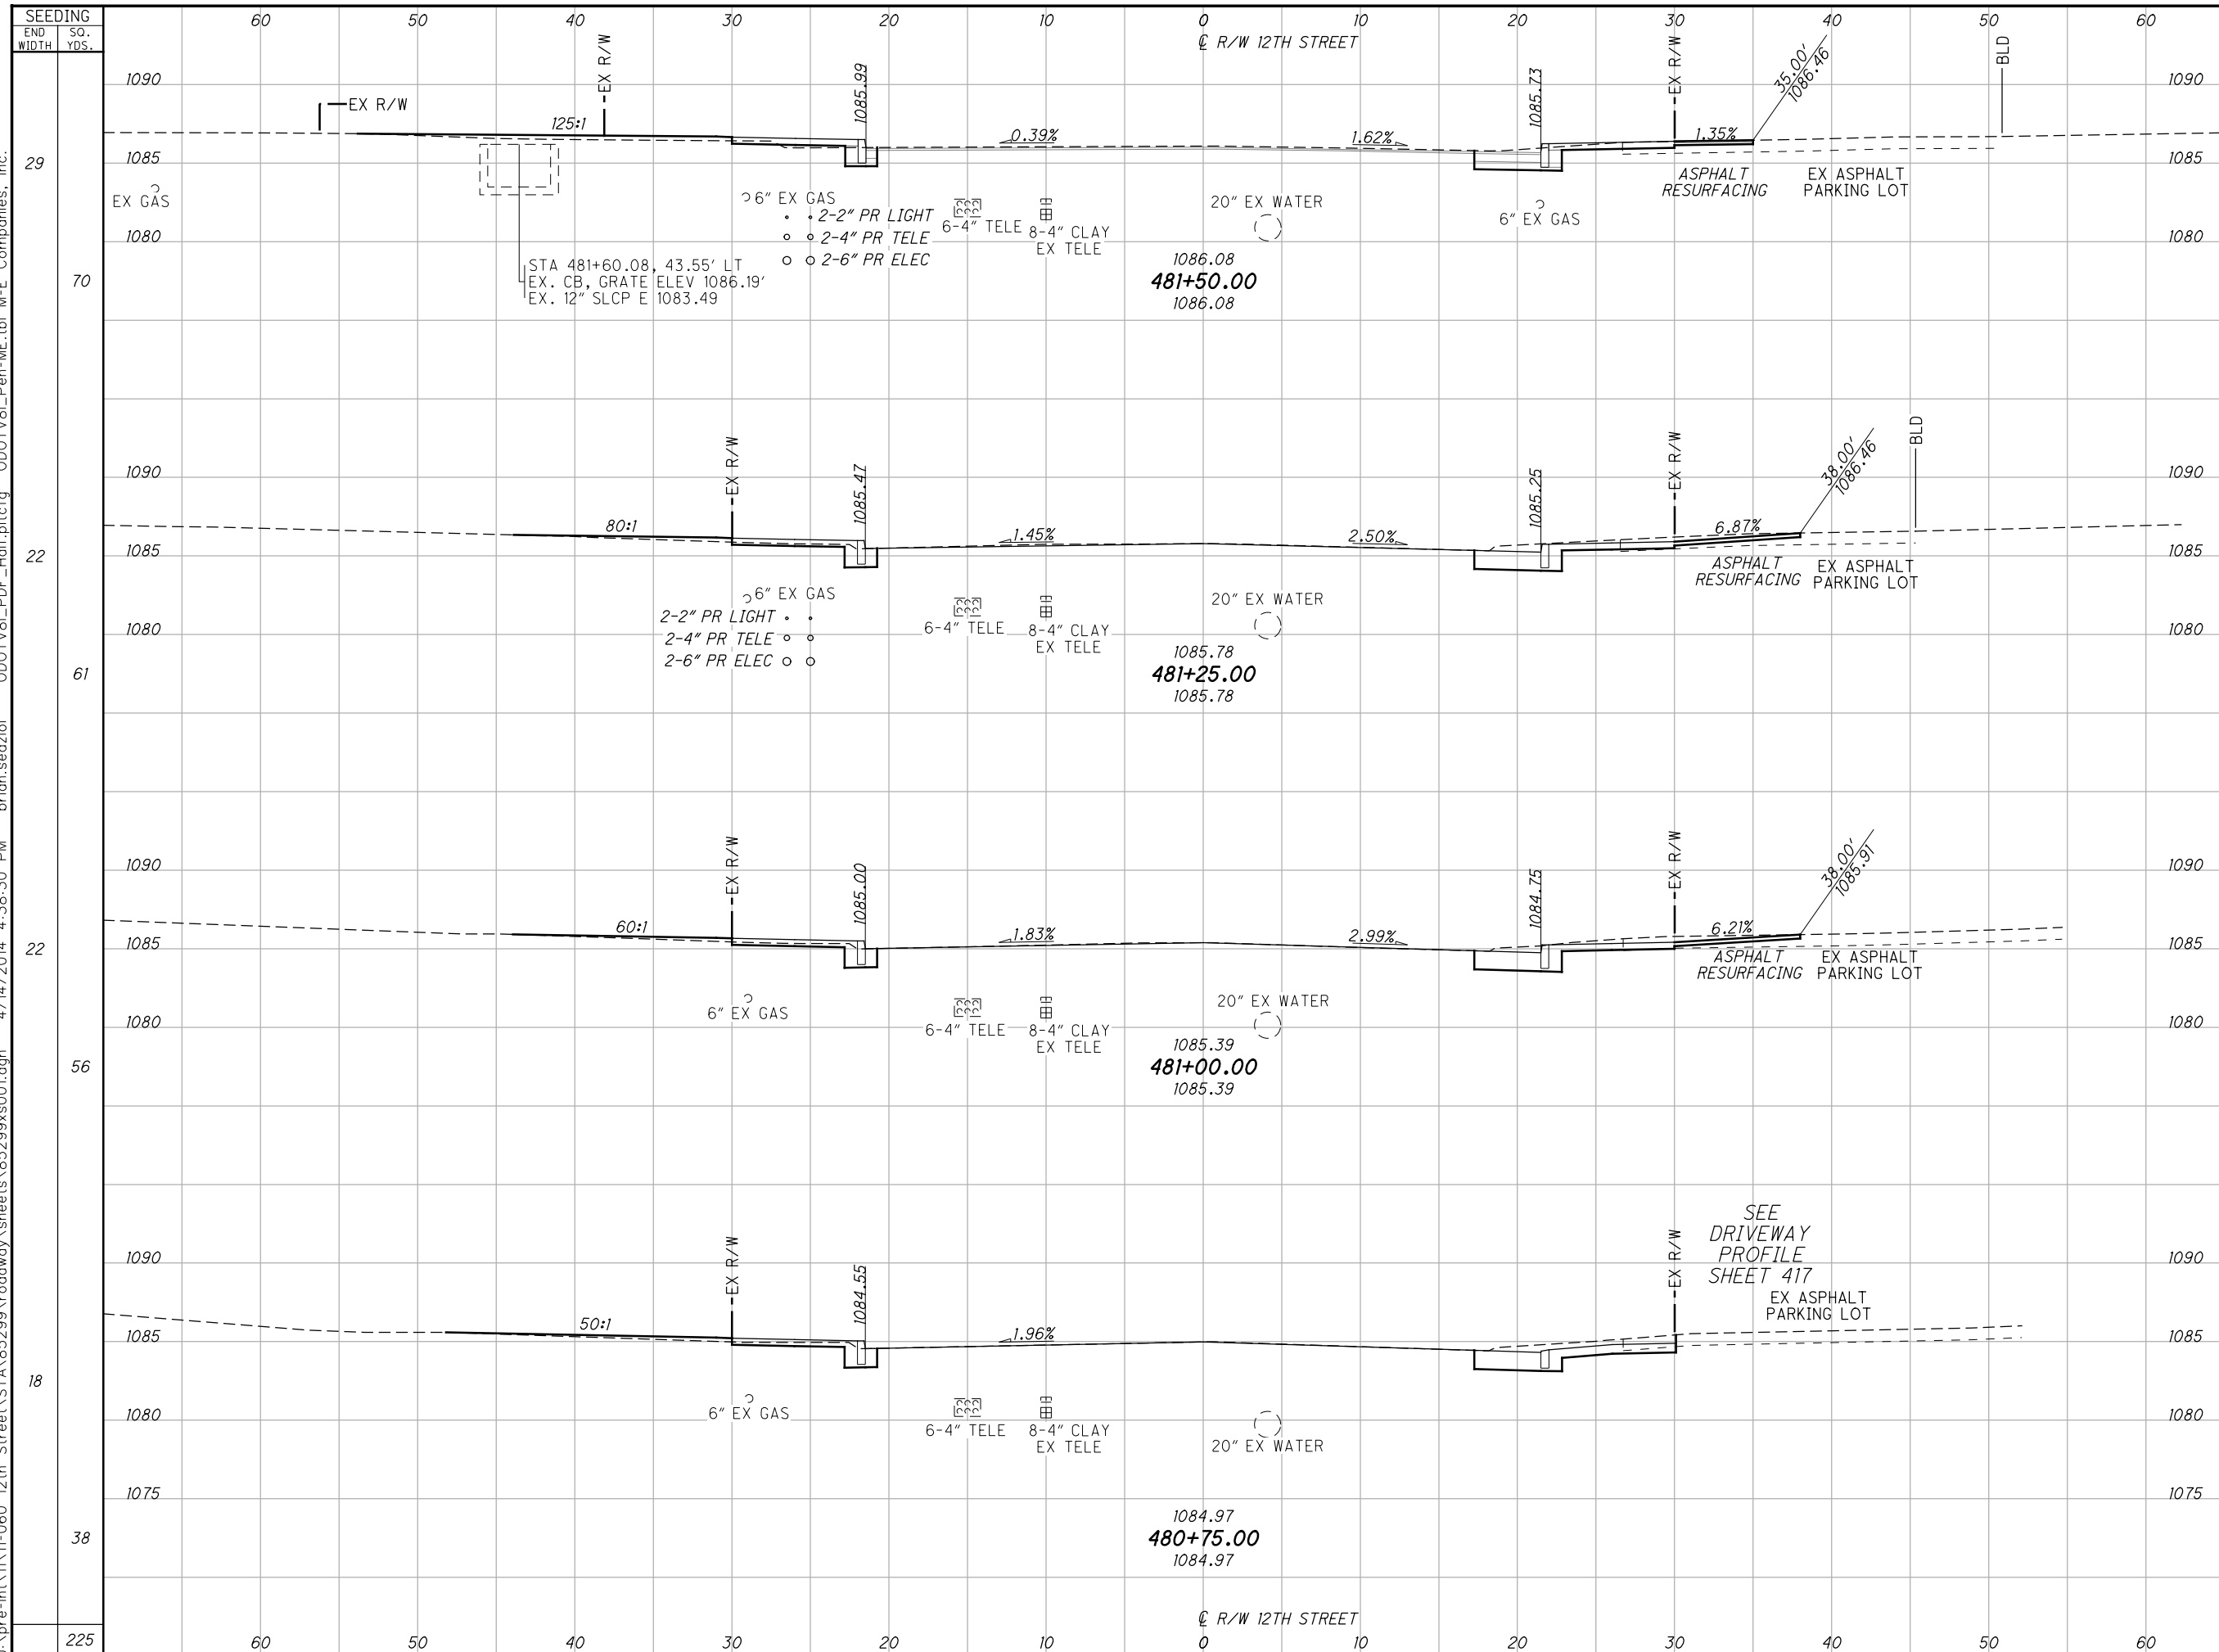 SEEDING
END WIDTH
SQ. YDS.
60 50 40 30 20 10 0 10 20 30 40 50 60
℄ R/W 12TH STREET
29
70
22
61
22
56
18
38
225
1090 1090
1085 1085
1080 1080
EX R/W
EX R/W
1085.99
1085.73
EX R/W
35.00'
1086.46
BLD
125:1
0.39%
1.62%
1.35%
ASPHALT
RESURFACING
EX ASPHALT
PARKING LOT
EX GAS
6" EX GAS
2-2" PR LIGHT
2-4" PR TELE
2-6" PR ELEC
6-4" TELE
8-4" CLAY
EX TELE
20" EX WATER
6" EX GAS
STA 481+60.08, 43.55' LT
EX. CB, GRATE ELEV 1086.19'
EX. 12" SLCP E 1083.49
1086.08
481+50.00
1086.08
1090 1090
1085 1085
1080 1080
EX R/W
1085.47
1085.25
EX R/W
38.00'
1086.46
BLD
80:1
1.45%
2.50%
6.87%
ASPHALT
RESURFACING
EX ASPHALT
PARKING LOT
6" EX GAS
2-2" PR LIGHT
2-4" PR TELE
2-6" PR ELEC
6-4" TELE
8-4" CLAY
EX TELE
20" EX WATER
1085.78
481+25.00
1085.78
1090 1090
1085 1085
1080 1080
EX R/W
1085.00
1084.75
EX R/W
38.00'
1085.91
60:1
1.83%
2.99%
6.21%
ASPHALT
RESURFACING
EX ASPHALT
PARKING LOT
6" EX GAS
6-4" TELE
8-4" CLAY
EX TELE
20" EX WATER
1085.39
481+00.00
1085.39
1090 1090
1085 1085
1080 1080
1075 1075
EX R/W
1084.55
EX R/W
SEE
DRIVEWAY
PROFILE
SHEET 417
EX ASPHALT
PARKING LOT
50:1
1.96%
6" EX GAS
6-4" TELE
8-4" CLAY
EX TELE
20" EX WATER
1084.97
480+75.00
1084.97
℄ R/W 12TH STREET
60 50 40 30 20 10 0 10 20 30 40 50 60